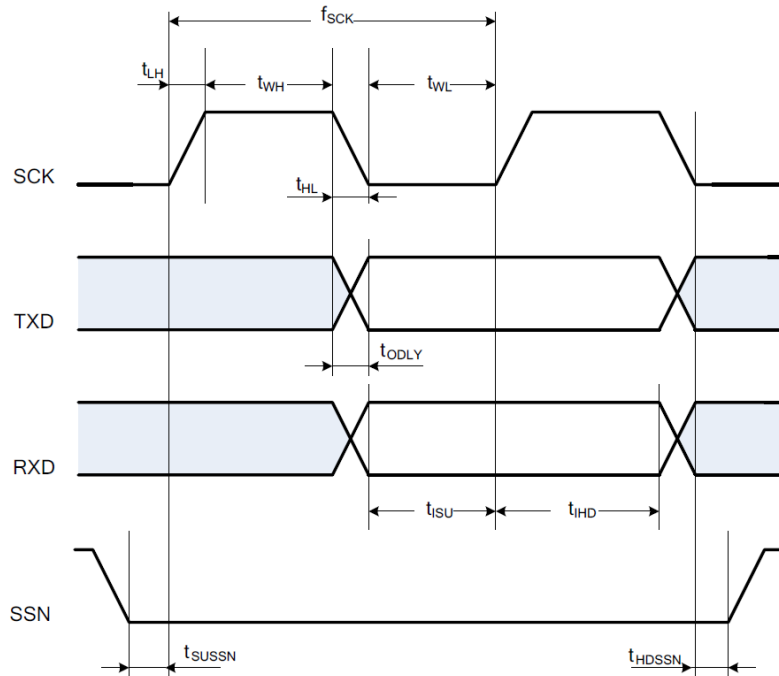 fSCK
tLH
tWH
tWL
SCK
tHL
TXD
tODLY
RXD
tISU
tIHD
SSN
tSUSSN
tHDSSN